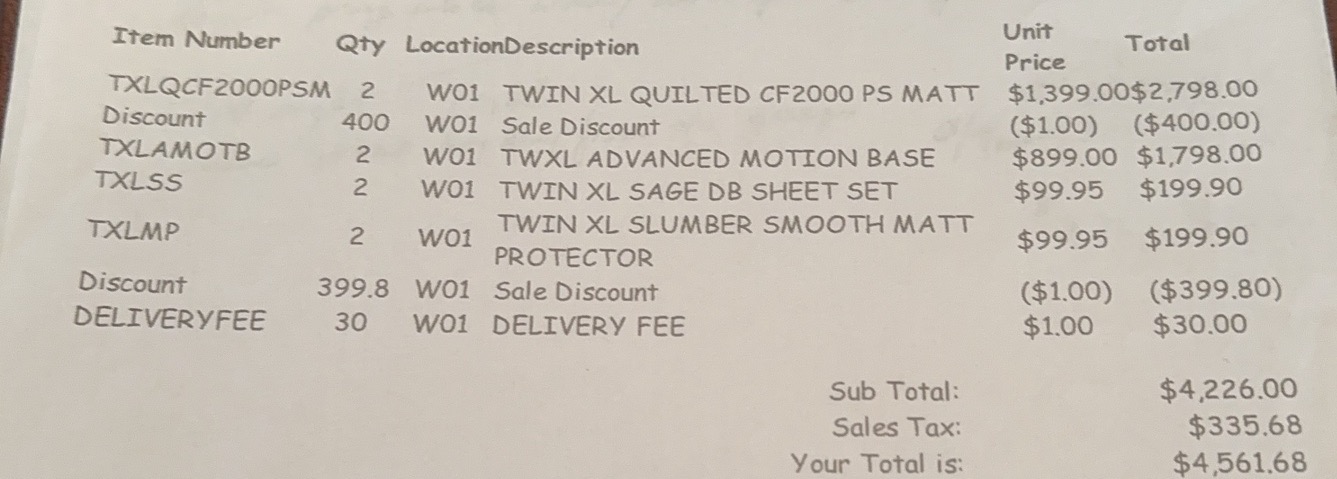 Item Number Qty LocationDescription Unit Price Total
TXLQCF2000PSM 2 W01 TWIN XL QUILTED CF2000 PS MATT $1,399.00$2,798.00
Discount 400 W01 Sale Discount ($1.00) ($400.00)
TXLAMOTB 2 W01 TWXL ADVANCED MOTION BASE $899.00 $1,798.00
TXLSS 2 W01 TWIN XL SAGE DB SHEET SET $99.95 $199.90
TXLMP 2 W01 TWIN XL SLUMBER SMOOTH MATT PROTECTOR $99.95 $199.90
Discount 399.8 W01 Sale Discount ($1.00) ($399.80)
DELIVERYFEE 30 W01 DELIVERY FEE $1.00 $30.00
Sub Total: $4,226.00
Sales Tax: $335.68
Your Total is: $4,561.68